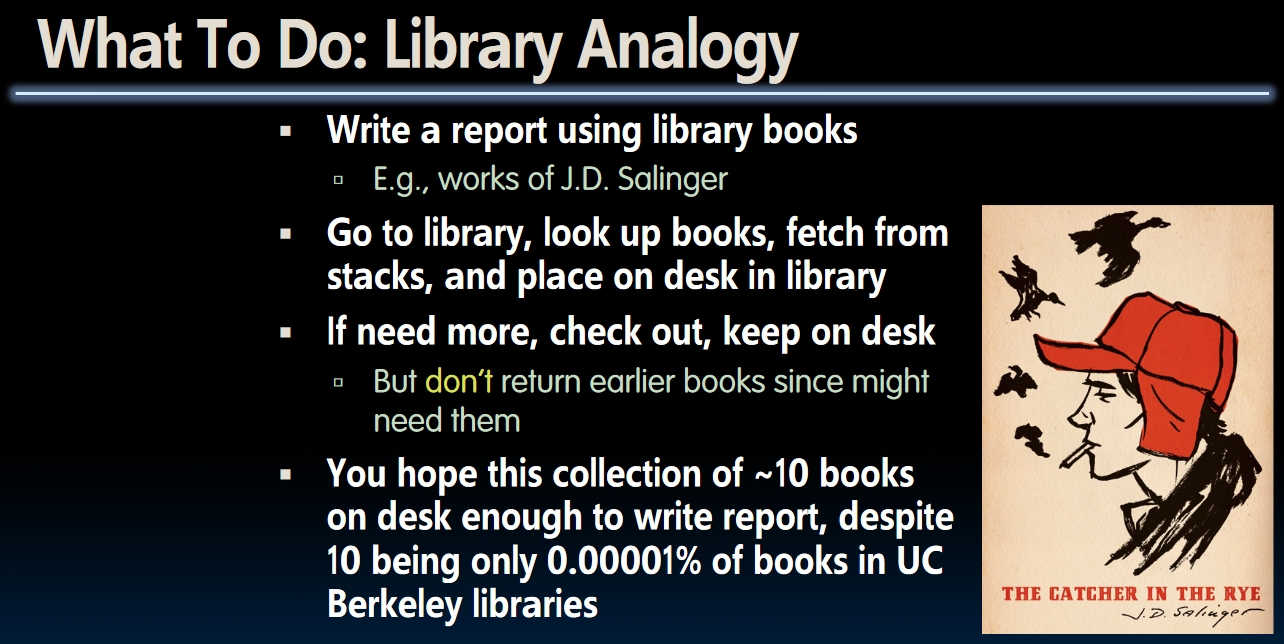 What To Do: Library Analogy
Write a report using library books
E.g., works of J.D. Salinger
Go to library, look up books, fetch from
stacks, and place on desk in library
If need more, check out, keep on desk
But don't return earlier books since might
need them
You hope this collection of ~10 books
on desk enough to write report, despite
10 being only 0.00001% of books in UC
Berkeley libraries
THE CATCHER IN THE RYE
J.D. Salinger